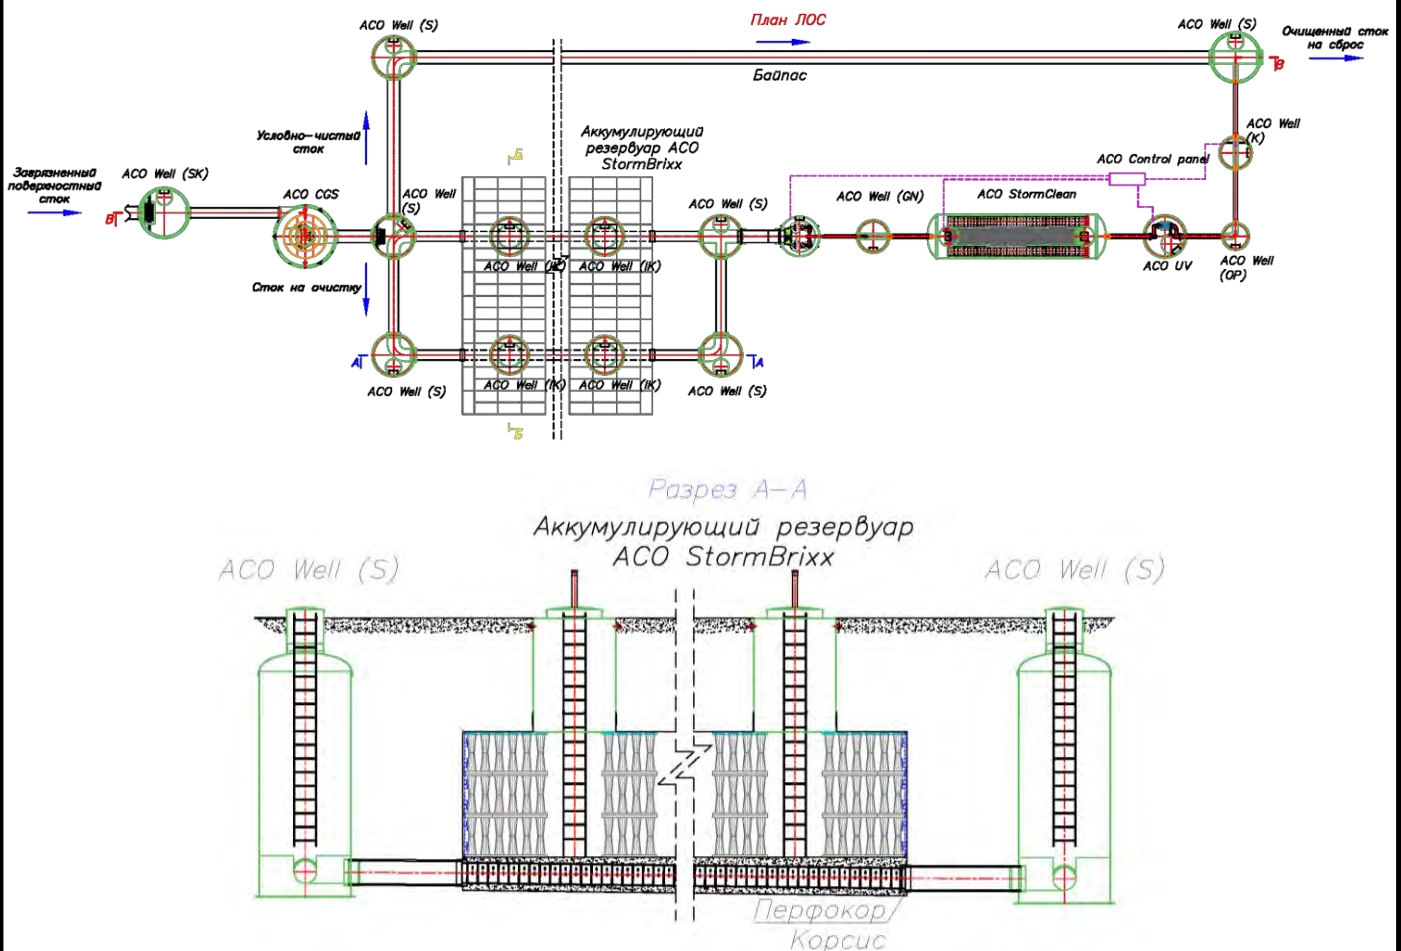 План ЛОС
ACO Well (S)
ACO Well (S)
Очищенный сток
на сброс
Байпас
В
Условно-чистый
сток
Аккумулирующий
резервуар ACO
StormBrixx
Б
ACO Well
(K)
ACO Control panel
Загрязненный
поверхностный
сток
ACO Well (SK)
ACO CGS
ACO Well
(S)
ACO Well (S)
ACO Well (GN)
ACO StormClean
В
ACO Well (IK)
ACO Well (IK)
ACO UV
ACO Well
(OP)
Сток на очистку
А
А
ACO Well (S)
ACO Well (IK)
ACO Well (IK)
ACO Well (S)
Б
Разрез А-А
Аккумулирующий резервуар
ACO StormBrixx
ACO Well (S)
ACO Well (S)
Перфокор/
Корсис